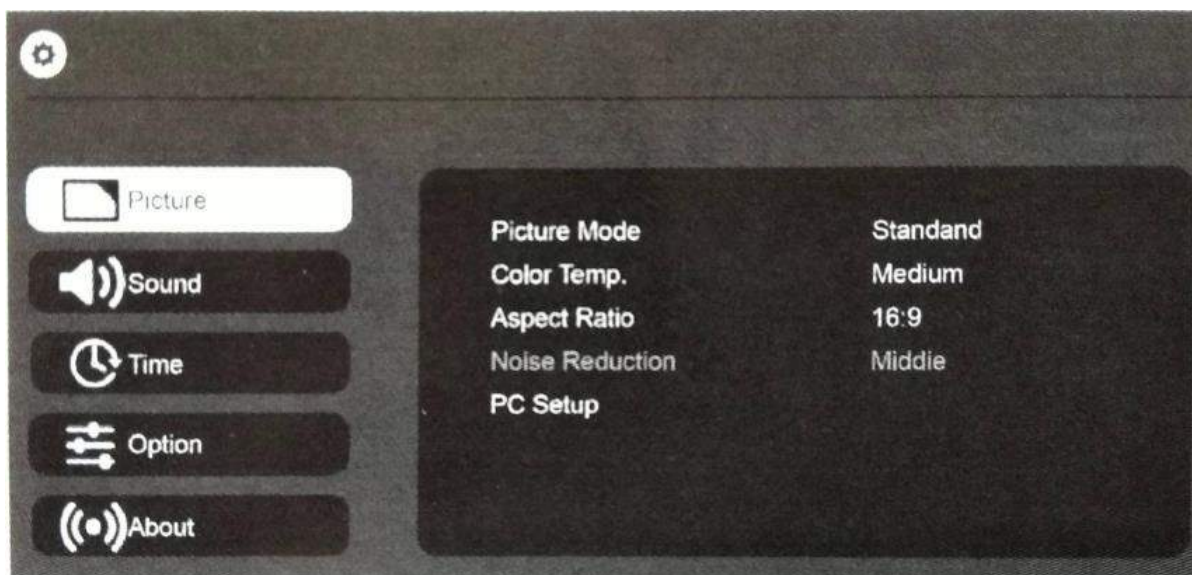 Picture
Sound
Time
Option
About
Picture Mode Standand
Color Temp. Medium
Aspect Ratio 16:9
Noise Reduction Middie
PC Setup